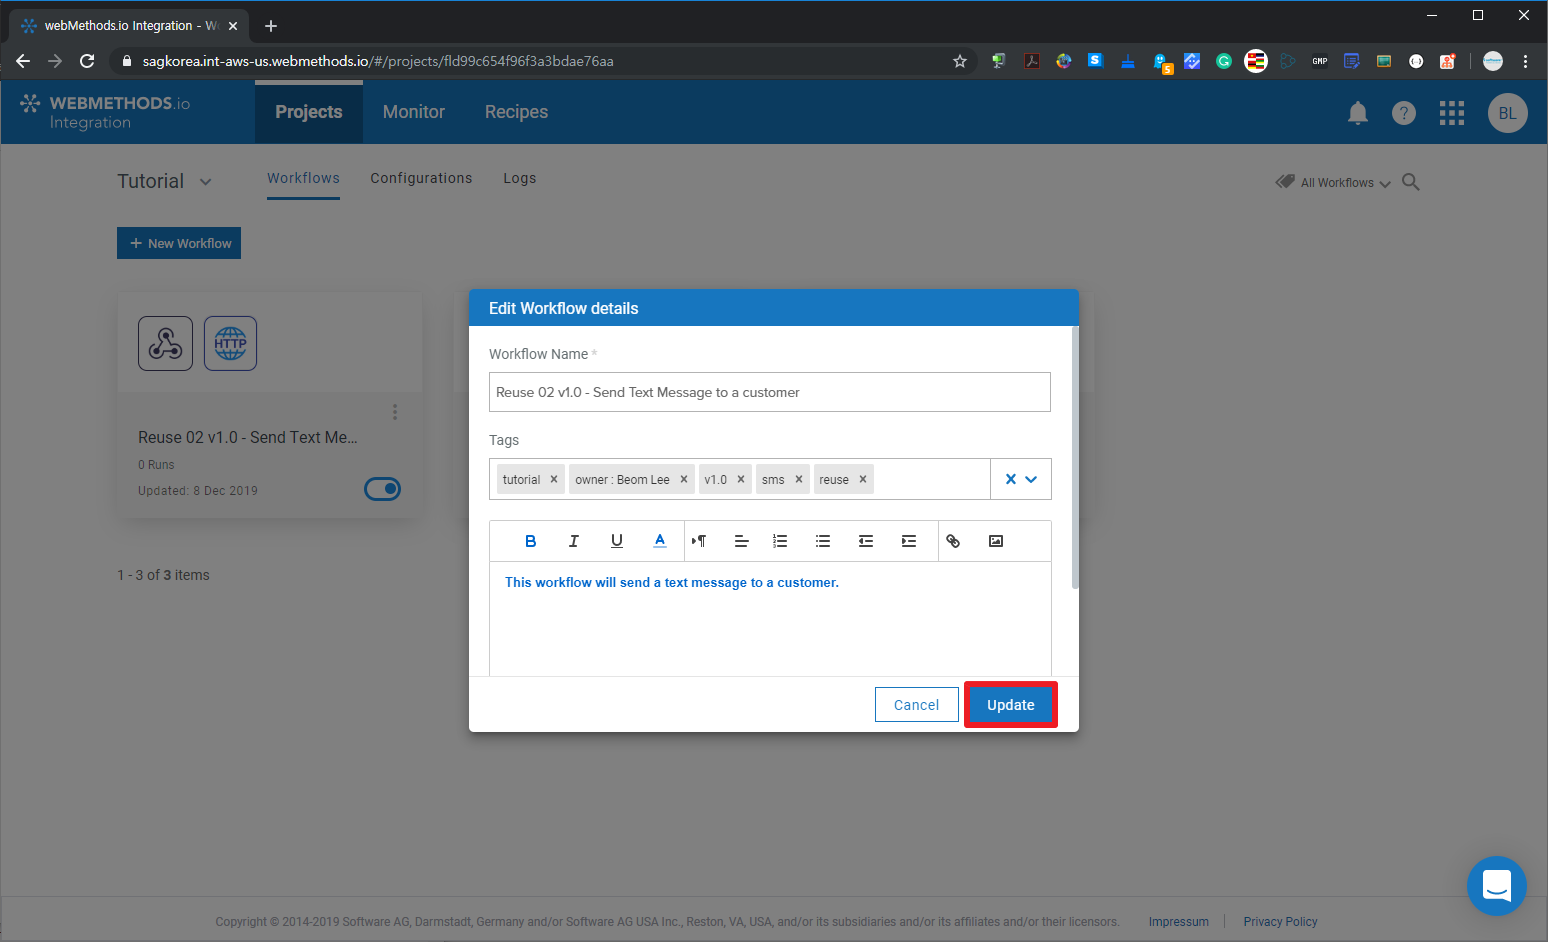 webMethods.io Integration - W
sagkorea.int-aws-us.webmethods.io/#/projects/fld99c654f96f3a3bdae76aa
S
5
G
GMP
WEBMETHODS.io
Integration
Projects
Monitor
Recipes
?
BL
Tutorial
Workflows
Configurations
Logs
All Workflows
+ New Workflow
HTTP
Reuse 02 v1.0 - Send Text Me...
0 Runs
Updated: 8 Dec 2019
1 - 3 of 3 items
Edit Workflow details
Workflow Name *
Reuse 02 v1.0 - Send Text Message to a customer
Tags
tutorial × owner : Beom Lee × v1.0 × sms × reuse ×
B I U A
This workflow will send a text message to a customer.
Cancel
Update
Copyright © 2014-2019 Software AG, Darmstadt, Germany and/or Software AG USA Inc., Reston, VA, USA, and/or its subsidiaries and/or its affiliates and/or their licensors.
Impressum
Privacy Policy